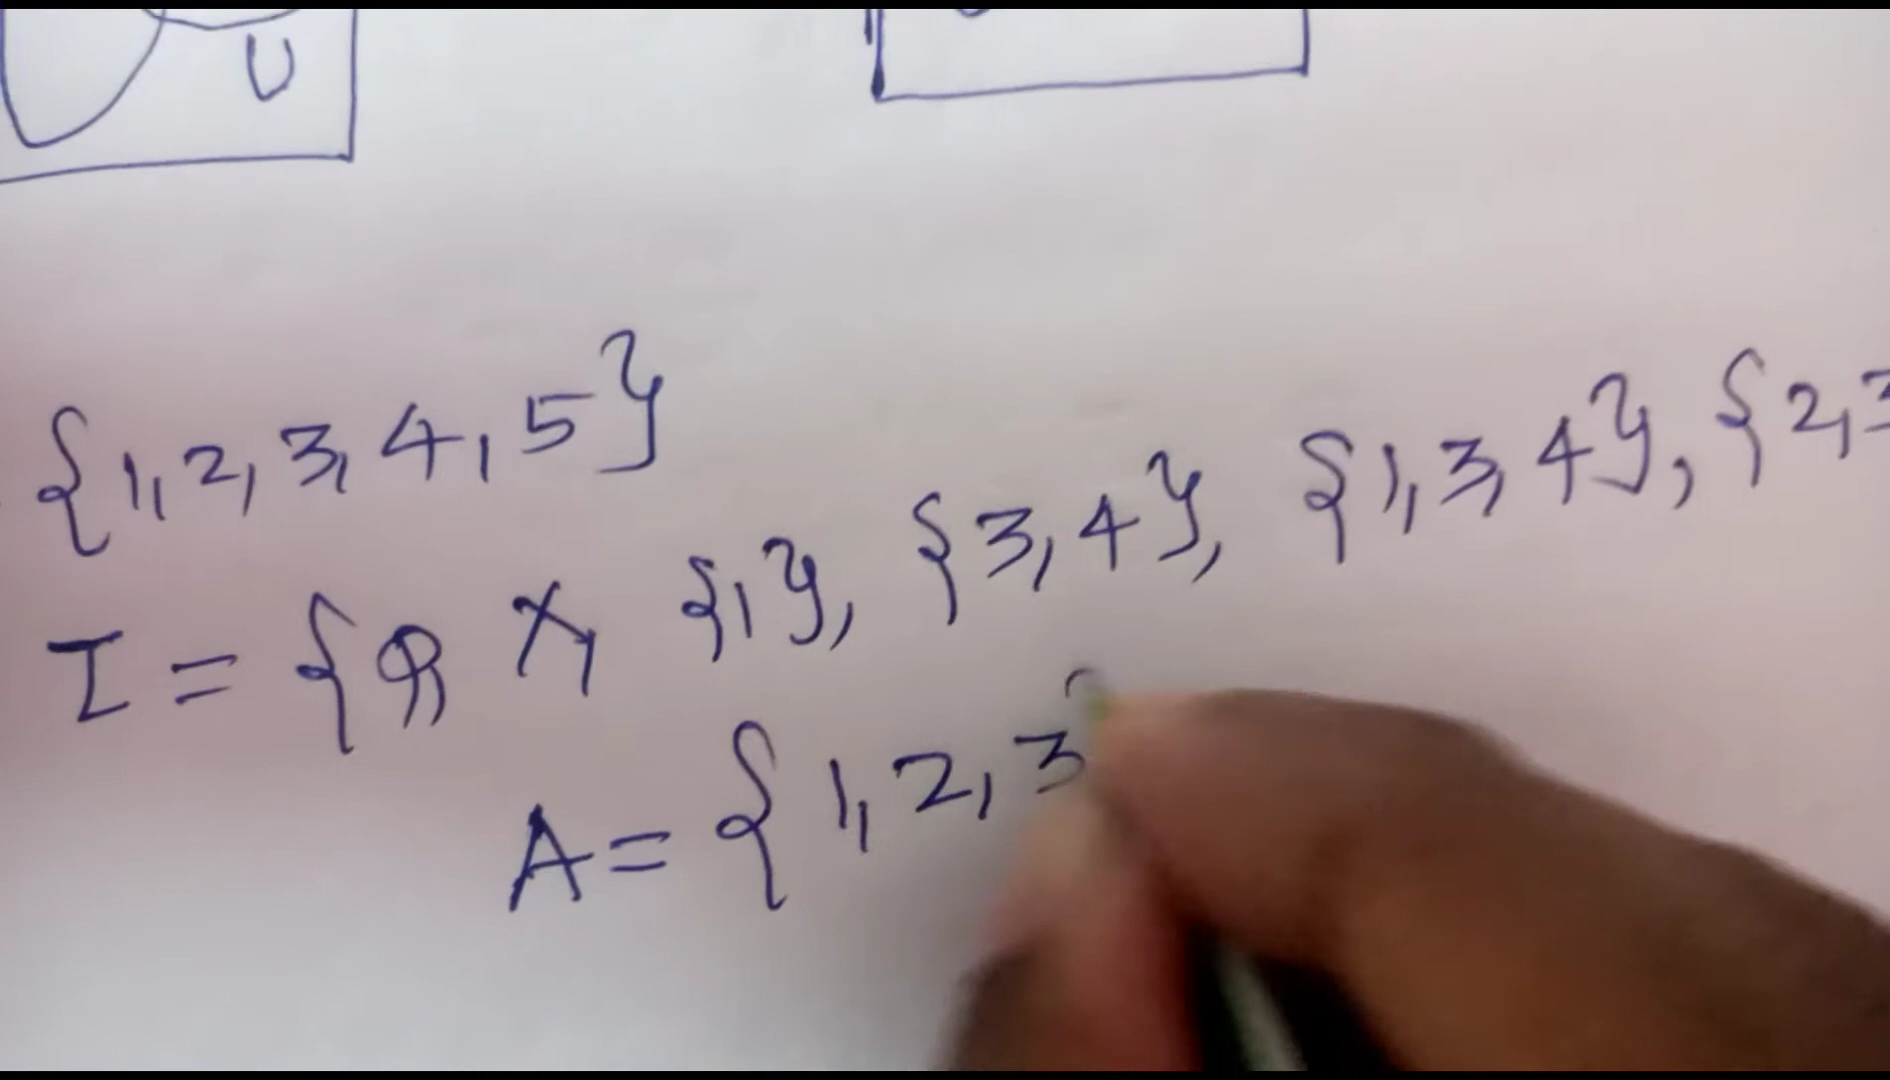 U
{1, 2, 3, 4, 5}
I = {φ, X, {1}, {3, 4}, {1, 3, 4}, {2, 3
A = {1, 2, 3